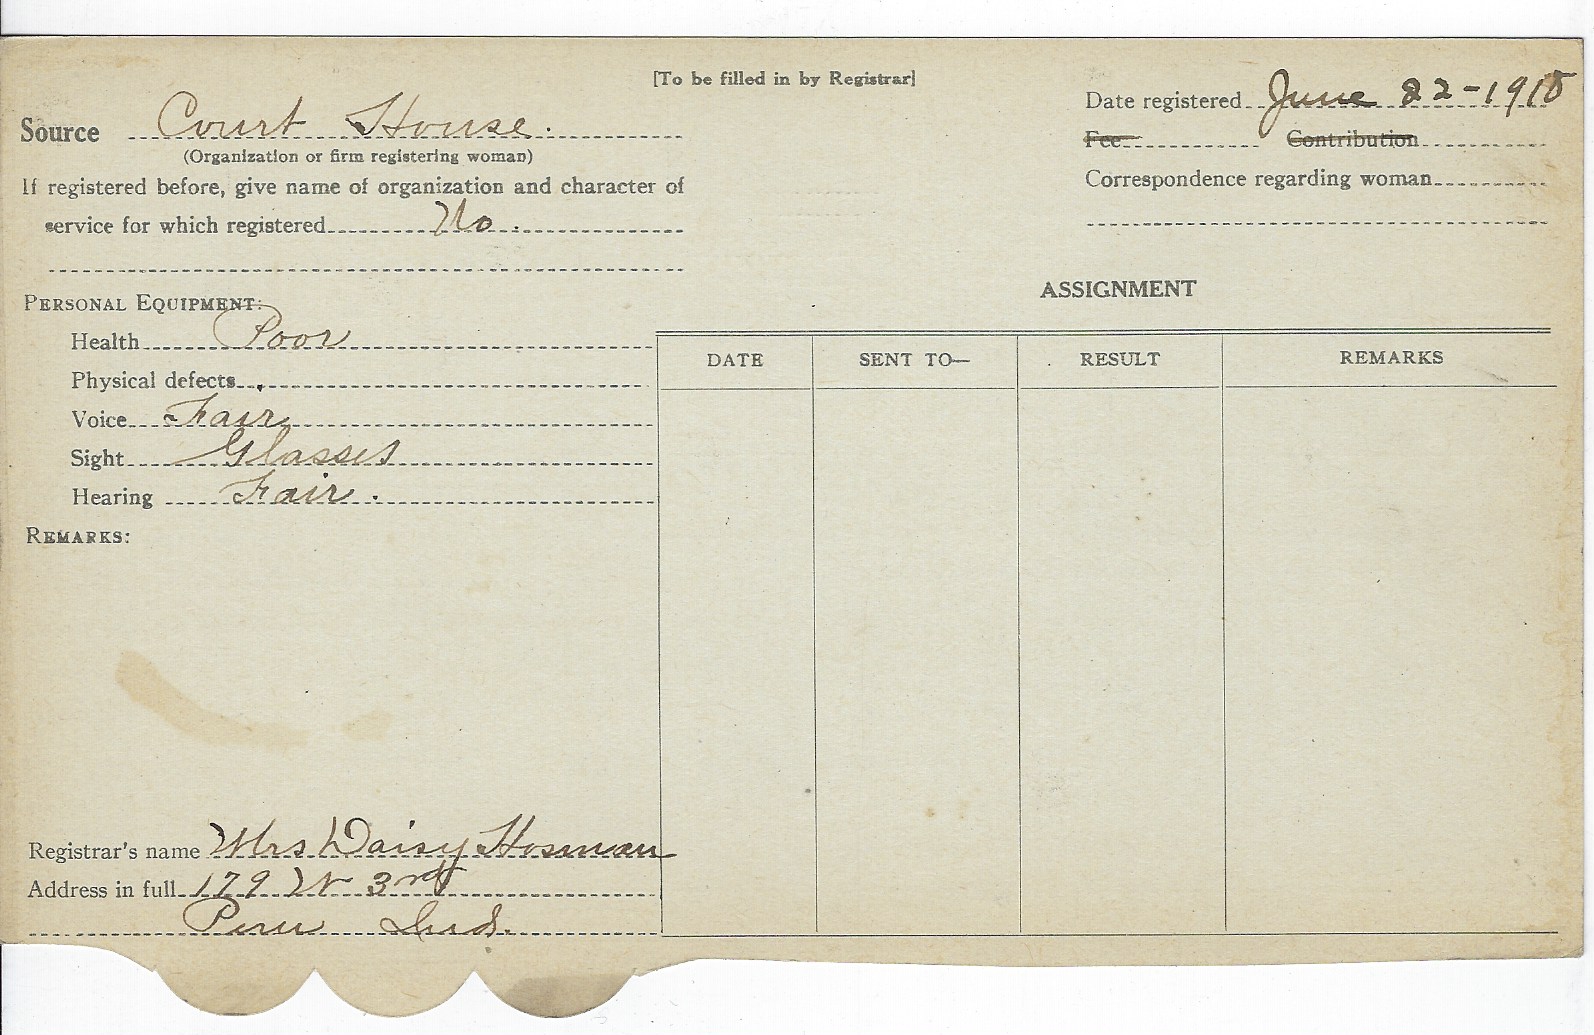 [To be filled in by Registrar]
Source Court House.
(Organization or firm registering woman)
If registered before, give name of organization and character of
service for which registered No.
Date registered June 22-1918
Fee Contribution
Correspondence regarding woman
PERSONAL EQUIPMENT:
Health Poor
Physical defects
Voice Fair
Sight Glasses
Hearing Fair.
REMARKS:
ASSIGNMENT
DATE SENT TO— RESULT REMARKS
Registrar's name Mrs Daisy Hosman
Address in full 179 W 3rd
Peru Ind.